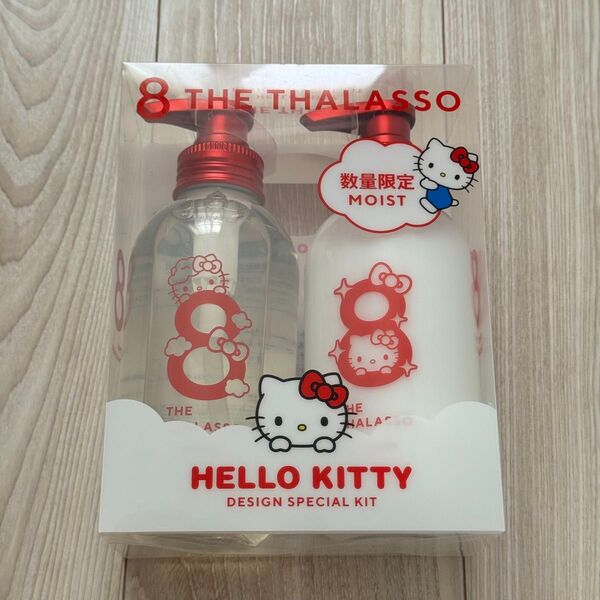 8 THE THALASSO
数量限定
MOIST
8
THE
THALASSO
8
THE
THALASSO
HELLO KITTY
DESIGN SPECIAL KIT